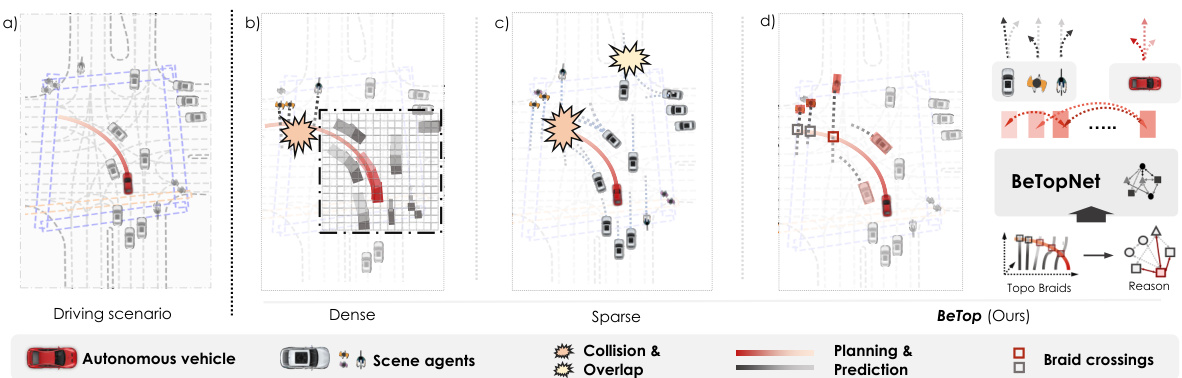 a)
b)
c)
d)
BeTopNet
Topo Braids
Reason
Driving scenario
Dense
Sparse
BeTop (Ours)
Autonomous vehicle
Scene agents
Collision &
Overlap
Planning &
Prediction
Braid crossings